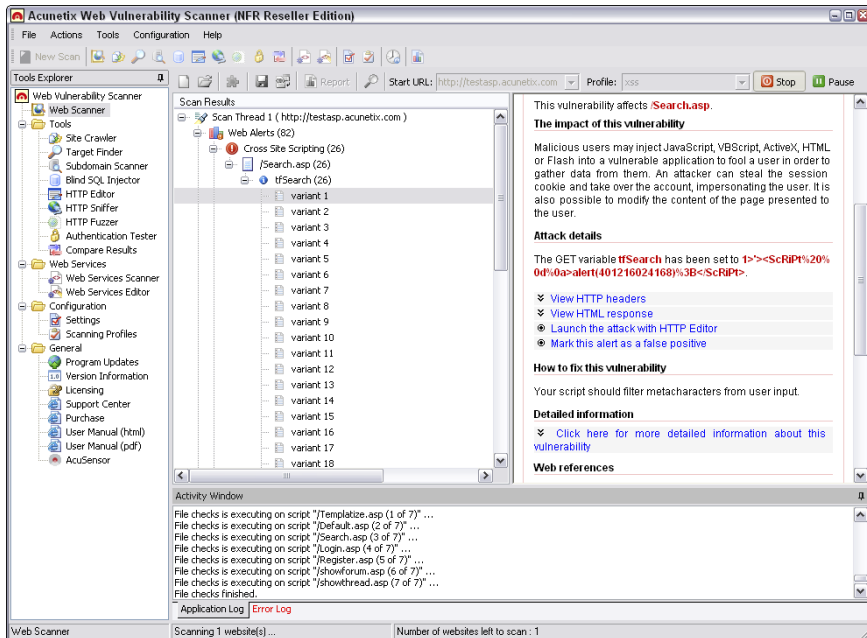 Acunetix Web Vulnerability Scanner (NFR Reseller Edition)
File Actions Tools Configuration Help
New Scan
Tools Explorer
Web Vulnerability Scanner
Web Scanner
Tools
Site Crawler
Target Finder
Subdomain Scanner
Blind SQL Injector
HTTP Editor
HTTP Sniffer
HTTP Fuzzer
Authentication Tester
Compare Results
Web Services
Web Services Scanner
Web Services Editor
Configuration
Settings
Scanning Profiles
General
Program Updates
Version Information
Licensing
Support Center
Purchase
User Manual (html)
User Manual (pdf)
AcuSensor
Report Start URL: http://testasp.acunetix.com Profile: xss Stop Pause
Scan Results
Scan Thread 1 ( http://testasp.acunetix.com )
Web Alerts (82)
Cross Site Scripting (26)
/Search.asp (26)
tfSearch (26)
variant 1
variant 2
variant 3
variant 4
variant 5
variant 6
variant 7
variant 8
variant 9
variant 10
variant 11
variant 12
variant 13
variant 14
variant 15
variant 16
variant 17
variant 18
This vulnerability affects /Search.asp.
The impact of this vulnerability
Malicious users may inject JavaScript, VBScript, ActiveX, HTML
or Flash into a vulnerable application to fool a user in order to
gather data from them. An attacker can steal the session
cookie and take over the account, impersonating the user. It is
also possible to modify the content of the page presented to
the user.
Attack details
The GET variable tfSearch has been set to 1>'><ScRiPt%20%
0d%0a>alert(401216024168)%3B</ScRiPt>.
View HTTP headers
View HTML response
Launch the attack with HTTP Editor
Mark this alert as a false positive
How to fix this vulnerability
Your script should filter metacharacters from user input.
Detailed information
Click here for more detailed information about this
vulnerability
Web references
Activity Window
File checks is executing on script "/Templatize.asp (1 of 7)" ...
File checks is executing on script "/Default.asp (2 of 7)" ...
File checks is executing on script "/Search.asp (3 of 7)" ...
File checks is executing on script "/Login.asp (4 of 7)" ...
File checks is executing on script "/Register.asp (5 of 7)" ...
File checks is executing on script "/showforum.asp (6 of 7)" ...
File checks is executing on script "/showthread.asp (7 of 7)" ...
File checks finished.
Application Log Error Log
Web Scanner Scanning 1 website(s) ... Number of websites left to scan : 1